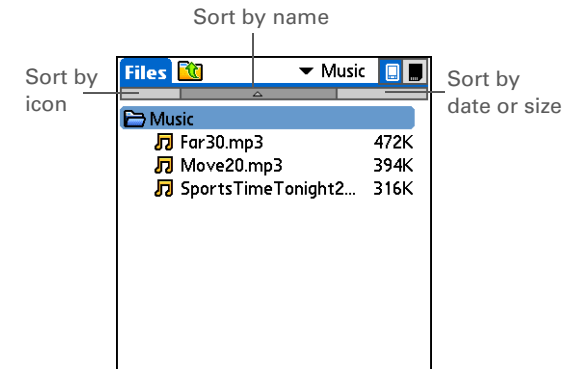 Sort by name
Files Music
Sort by
icon
Sort by
date or size
Music
Far30.mp3 472K
Move20.mp3 394K
SportsTimeTonight2... 316K